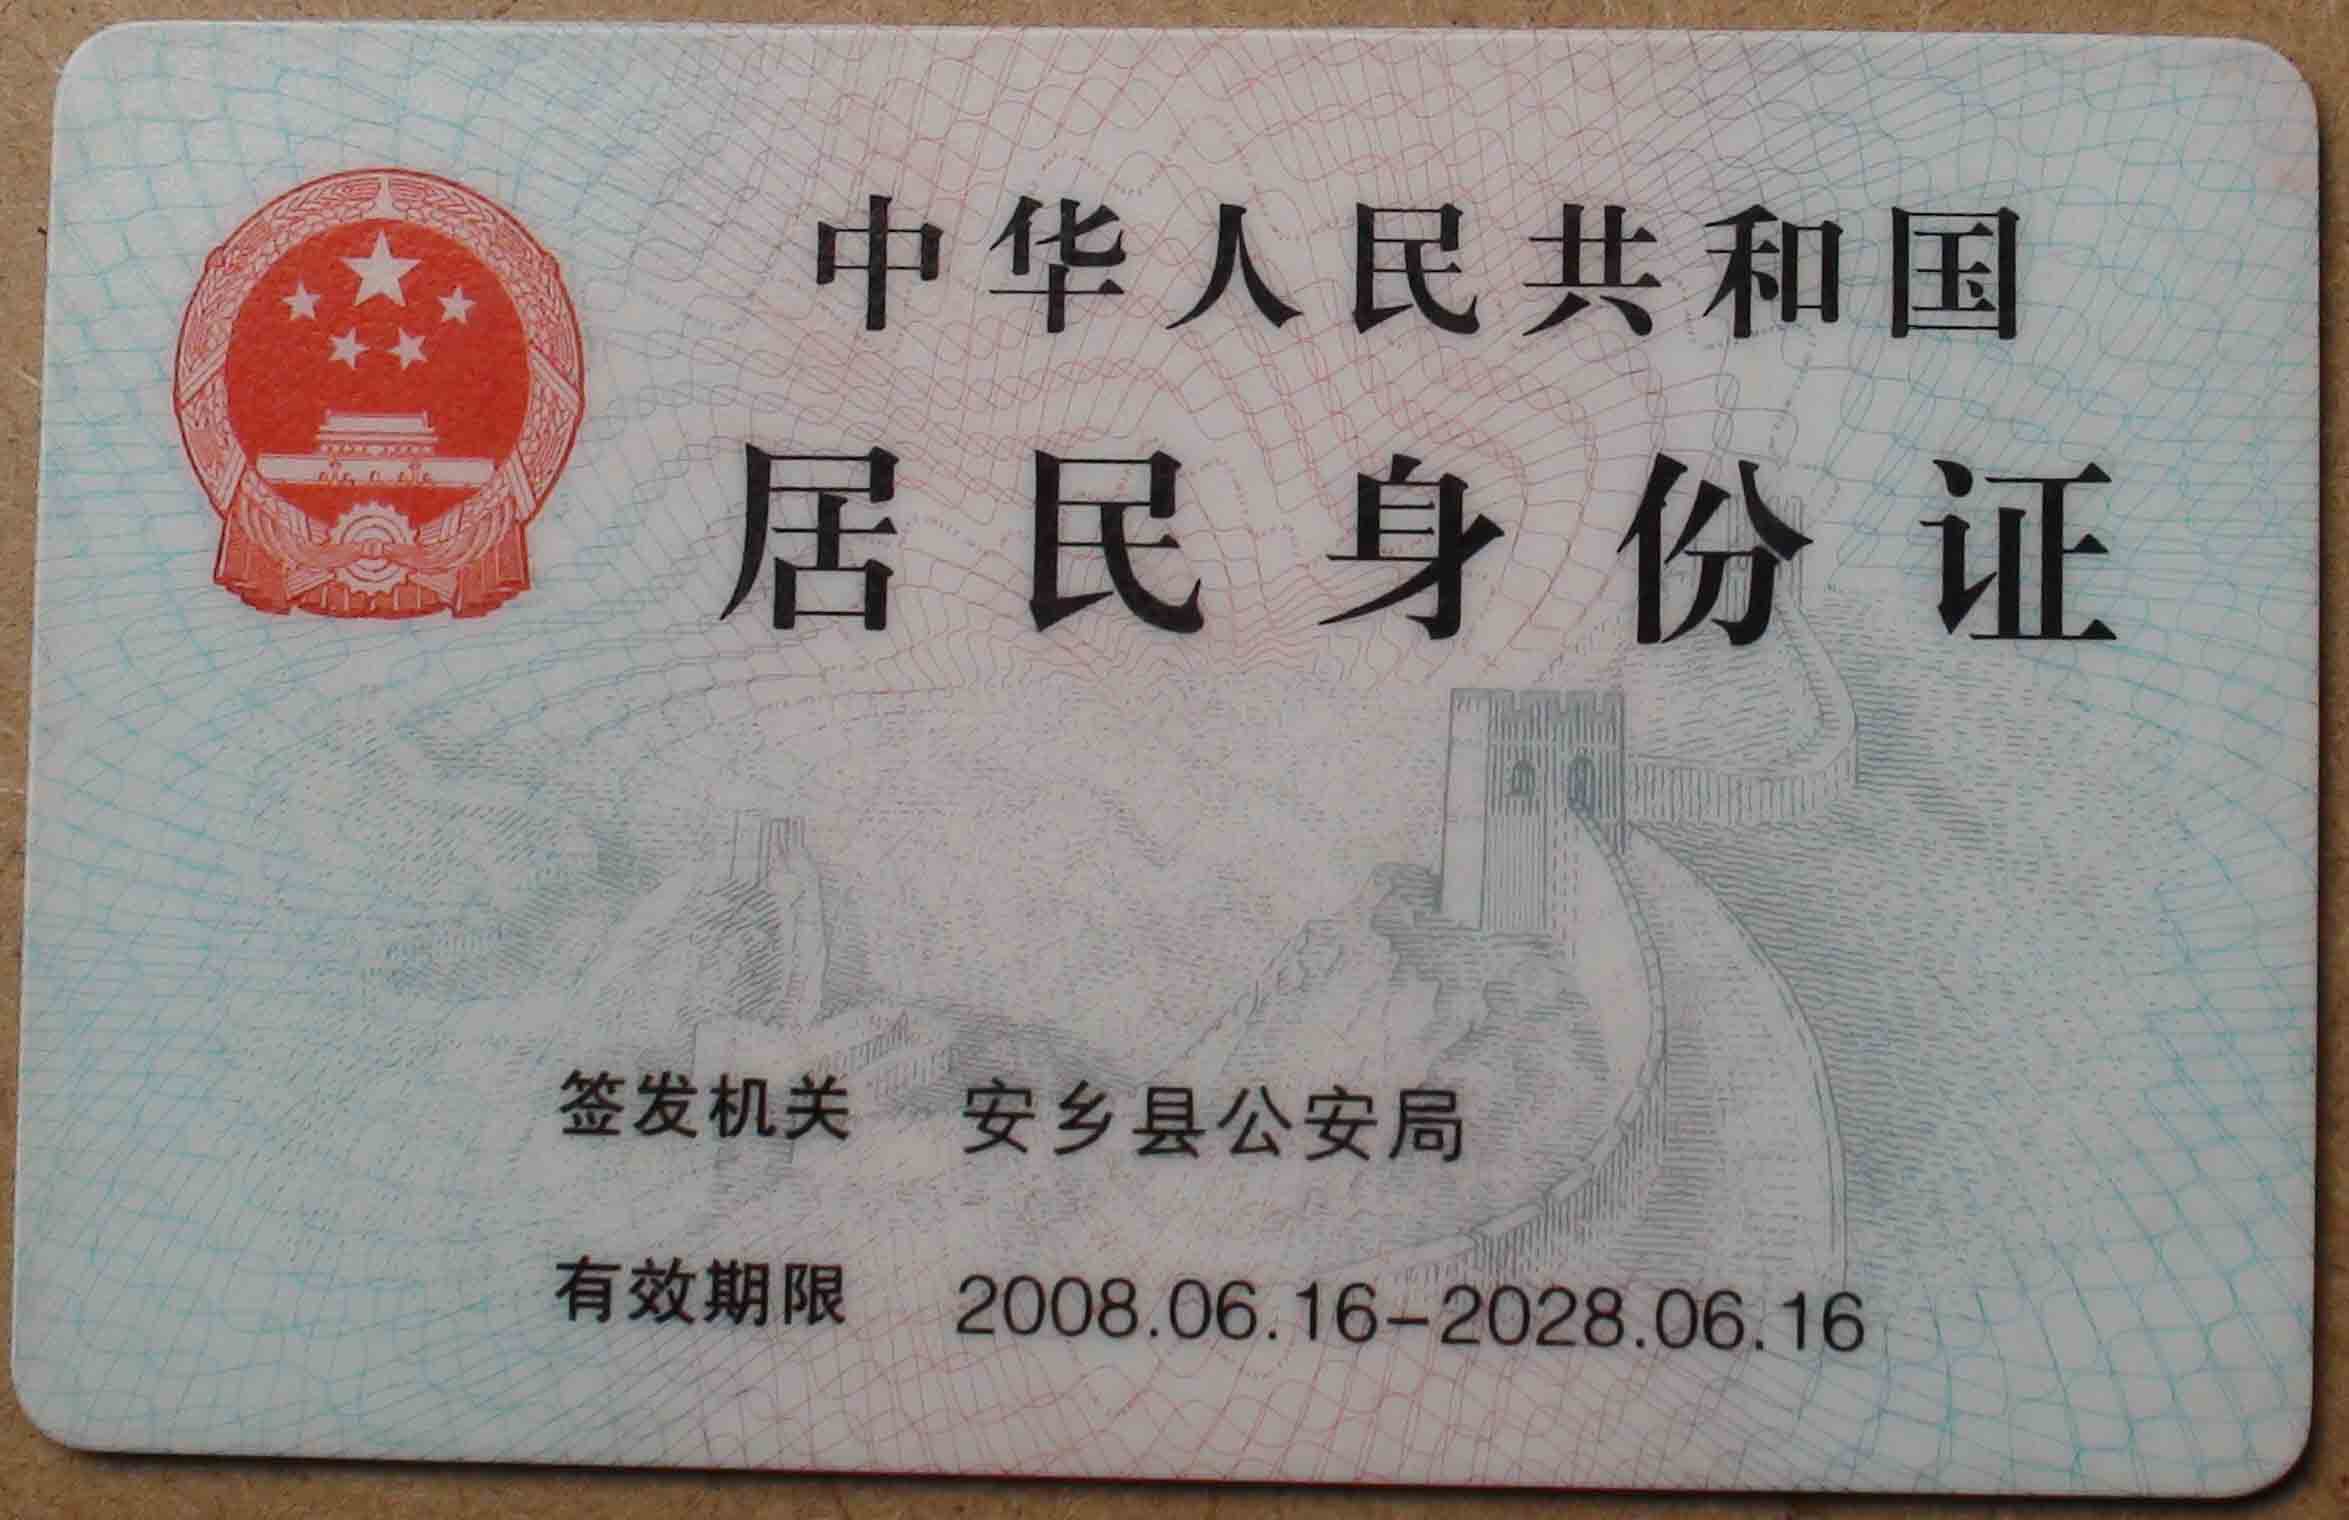 中华人民共和国
居民身份证
签发机关 安乡县公安局
有效期限 2008.06.16-2028.06.16